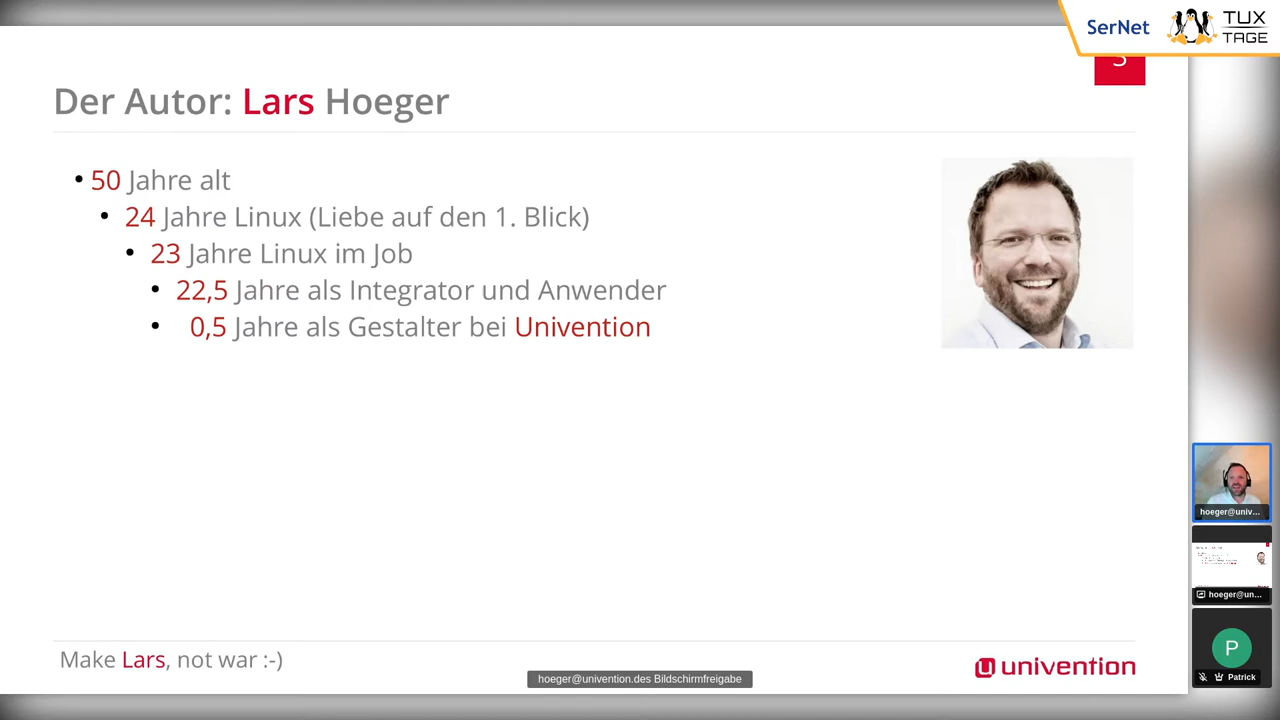 SerNet
TUX
TAGE
Der Autor: Lars Hoeger
• 50 Jahre alt
• 24 Jahre Linux (Liebe auf den 1. Blick)
• 23 Jahre Linux im Job
• 22,5 Jahre als Integrator und Anwender
• 0,5 Jahre als Gestalter bei Univention
hoeger@univ...
hoeger@un...
P
Patrick
Make Lars, not war :-)
univention
hoeger@univention.des Bildschirmfreigabe